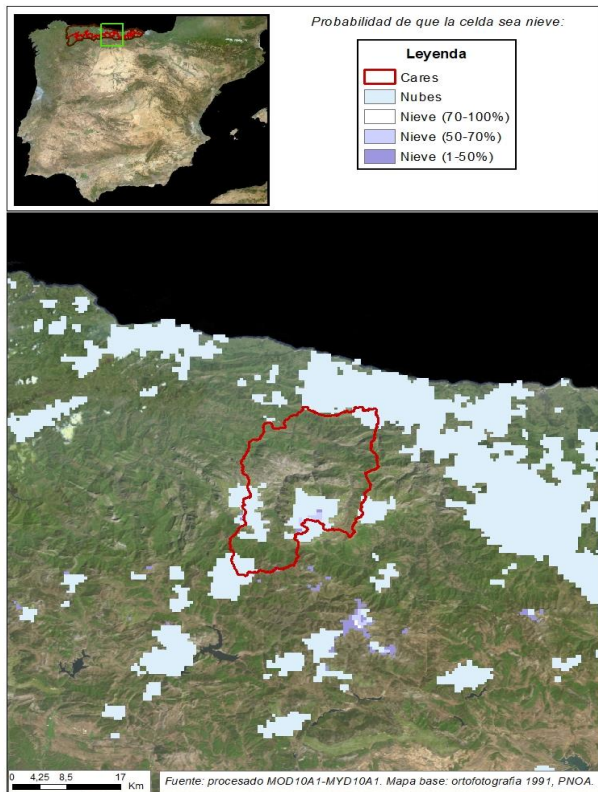 Probabilidad de que la celda sea nieve:
Leyenda
Cares
Nubes
Nieve (70-100%)
Nieve (50-70%)
Nieve (1-50%)
0 4,25 8,5 17
Km
Fuente: procesado MOD10A1-MYD10A1. Mapa base: ortofotografia 1991, PNOA.